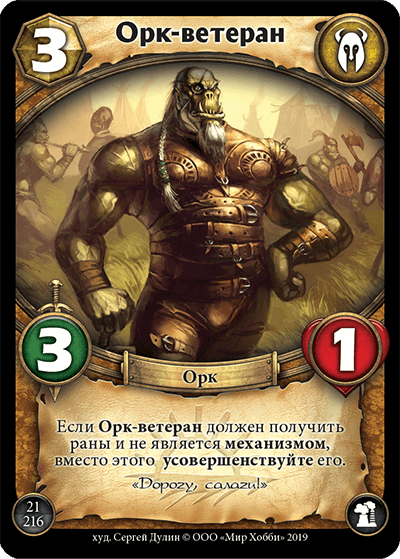 3
Орк-ветеран
3
1
Орк
Если Орк-ветеран должен получить
раны и не является механизмом,
вместо этого усовершенствуйте его.
«Дорогу, салаги!»
21
216
худ. Сергей Дулин © ООО «Мир Хобби» 2019